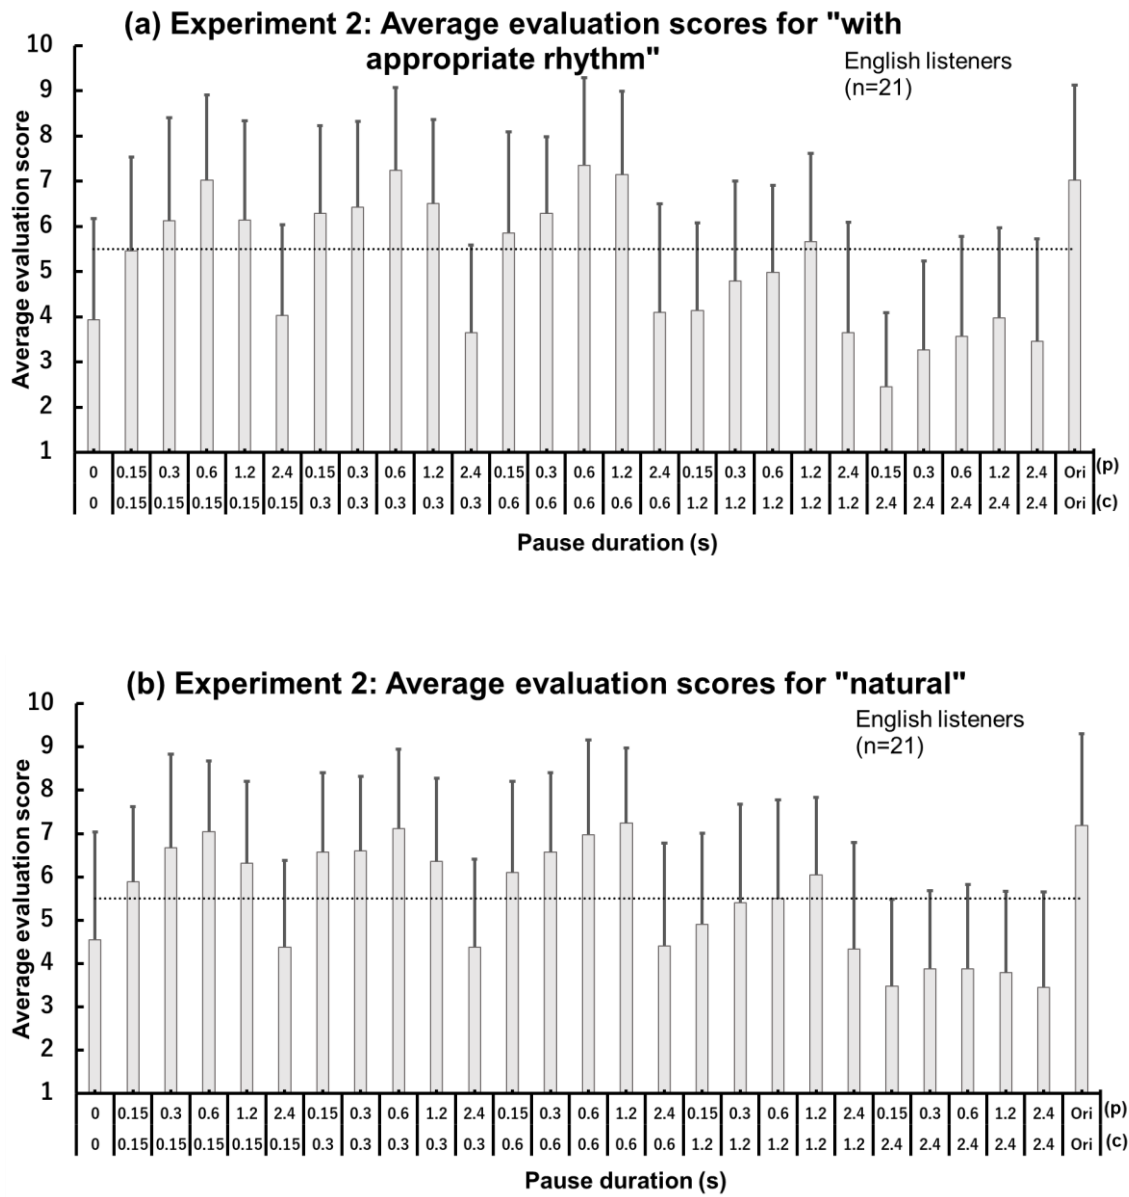 (a) Experiment 2: Average evaluation scores for "with
appropriate rhythm"
English listeners
(n=21)
Average evaluation score
10
9
8
7
6
5
4
3
2
1
0 0.15 0.3 0.6 1.2 2.4 0.15 0.3 0.6 1.2 2.4 0.15 0.3 0.6 1.2 2.4 0.15 0.3 0.6 1.2 2.4 0.15 0.3 0.6 1.2 2.4 Ori (p)
0 0.15 0.15 0.15 0.15 0.15 0.3 0.3 0.3 0.3 0.3 0.6 0.6 0.6 0.6 0.6 1.2 1.2 1.2 1.2 1.2 2.4 2.4 2.4 2.4 2.4 Ori (c)
Pause duration (s)
(b) Experiment 2: Average evaluation scores for "natural"
English listeners
(n=21)
Average evaluation score
10
9
8
7
6
5
4
3
2
1
0 0.15 0.3 0.6 1.2 2.4 0.15 0.3 0.6 1.2 2.4 0.15 0.3 0.6 1.2 2.4 0.15 0.3 0.6 1.2 2.4 0.15 0.3 0.6 1.2 2.4 Ori (p)
0 0.15 0.15 0.15 0.15 0.15 0.3 0.3 0.3 0.3 0.3 0.6 0.6 0.6 0.6 0.6 1.2 1.2 1.2 1.2 1.2 2.4 2.4 2.4 2.4 2.4 Ori (c)
Pause duration (s)